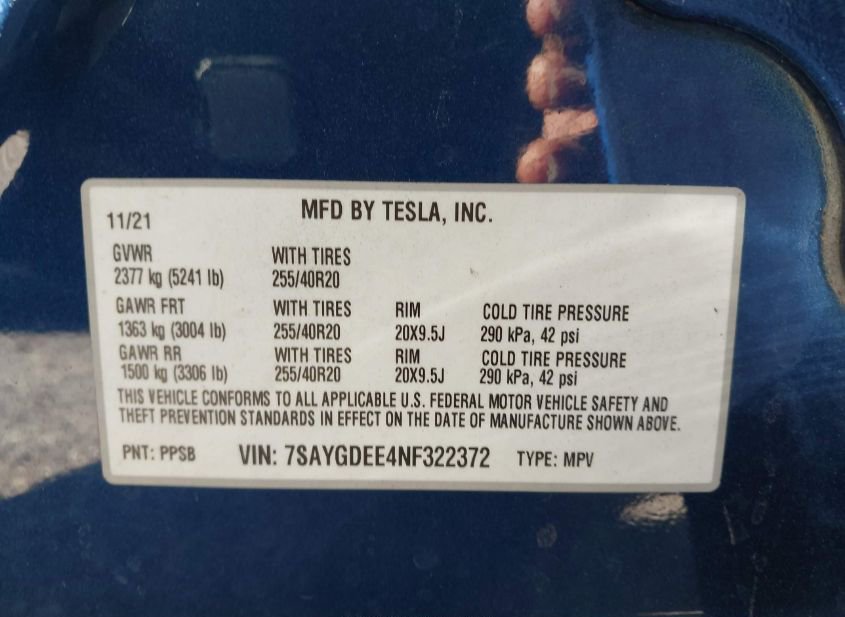 MFD BY TESLA, INC.
11/21
GVWR WITH TIRES
2377 kg (5241 lb) 255/40R20
GAWR FRT WITH TIRES RIM COLD TIRE PRESSURE
1363 kg (3004 lb) 255/40R20 20X9.5J 290 kPa, 42 psi
GAWR RR WITH TIRES RIM COLD TIRE PRESSURE
1500 kg (3306 lb) 255/40R20 20X9.5J 290 kPa, 42 psi
THIS VEHICLE CONFORMS TO ALL APPLICABLE U.S. FEDERAL MOTOR VEHICLE SAFETY AND
THEFT PREVENTION STANDARDS IN EFFECT ON THE DATE OF MANUFACTURE SHOWN ABOVE.
PNT: PPSB VIN: 7SAYGDEE4NF322372 TYPE: MPV